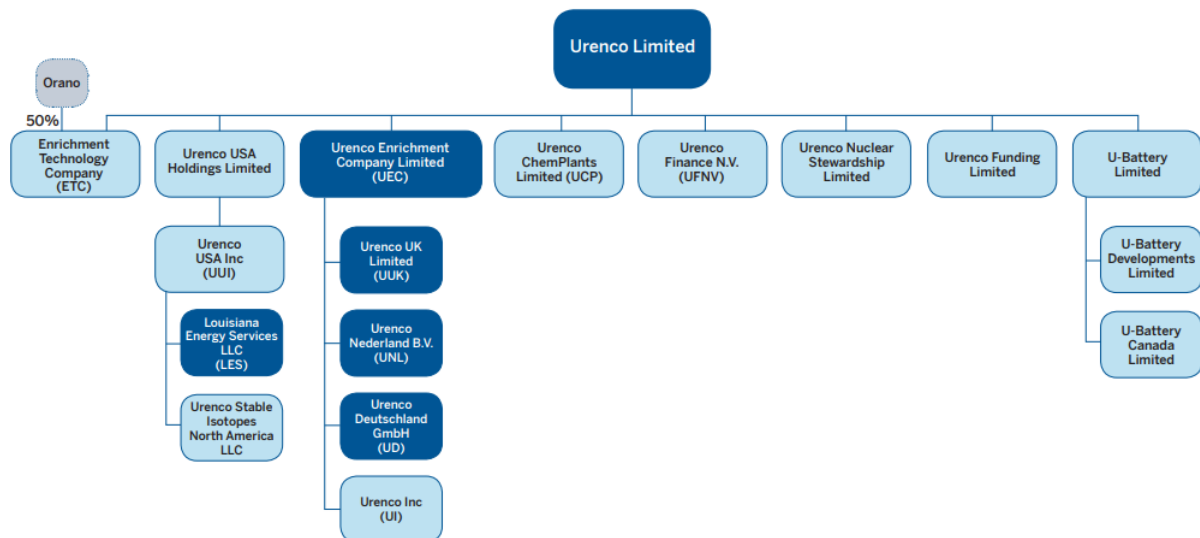 Urenco Limited
Orano
50%
Enrichment
Technology
Company
(ETC)
Urenco USA
Holdings Limited
Urenco Enrichment
Company Limited
(UEC)
Urenco
ChemPlants
Limited (UCP)
Urenco
Finance N.V.
(UFNV)
Urenco Nuclear
Stewardship
Limited
Urenco Funding
Limited
U-Battery
Limited
Urenco
USA Inc
(UUI)
Louisiana
Energy Services
LLC
(LES)
Urenco Stable
Isotopes
North America
LLC
Urenco UK
Limited
(UUK)
Urenco
Nederland B.V.
(UNL)
Urenco
Deutschland
GmbH
(UD)
Urenco Inc
(UI)
U-Battery
Developments
Limited
U-Battery
Canada
Limited